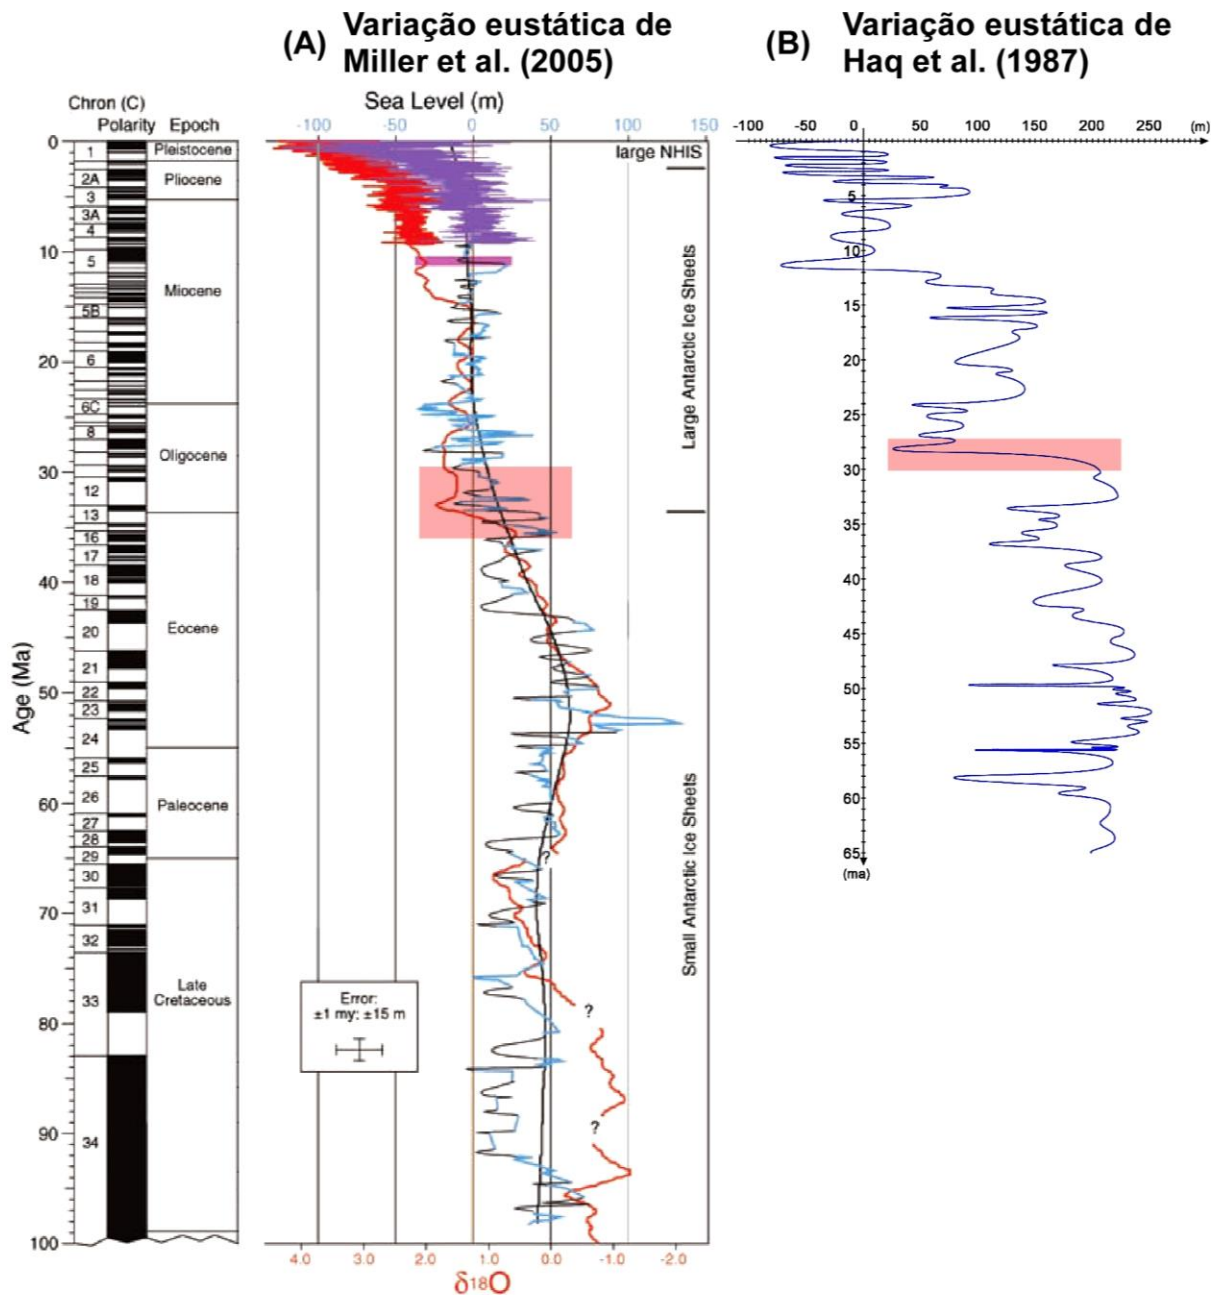 (A) Variação eustática de
Miller et al. (2005)
(B) Variação eustática de
Haq et al. (1987)
Chron (C)
Polarity Epoch
Sea Level (m)
-100 -50 0 50 100 150
-100 -50 0 50 100 150 200 250 (m)
large NHIS
Large Antarctic Ice Sheets
Small Antarctic Ice Sheets
Age (Ma)
0
10
20
30
40
50
60
70
80
90
100
1
2A
3
3A
4
5
5B
6
6C
8
12
13
16
17
18
19
20
21
22
23
24
25
26
27
28
29
30
31
32
33
34
Pleistocene
Pliocene
Miocene
Oligocene
Eocene
Paleocene
Late
Cretaceous
?
?
?
Error:
±1 my; ±15 m
4.0 3.0 2.0 1.0 0.0 -1.0 -2.0
δ18O
5
10
15
20
25
30
35
40
45
50
55
60
65
(ma)